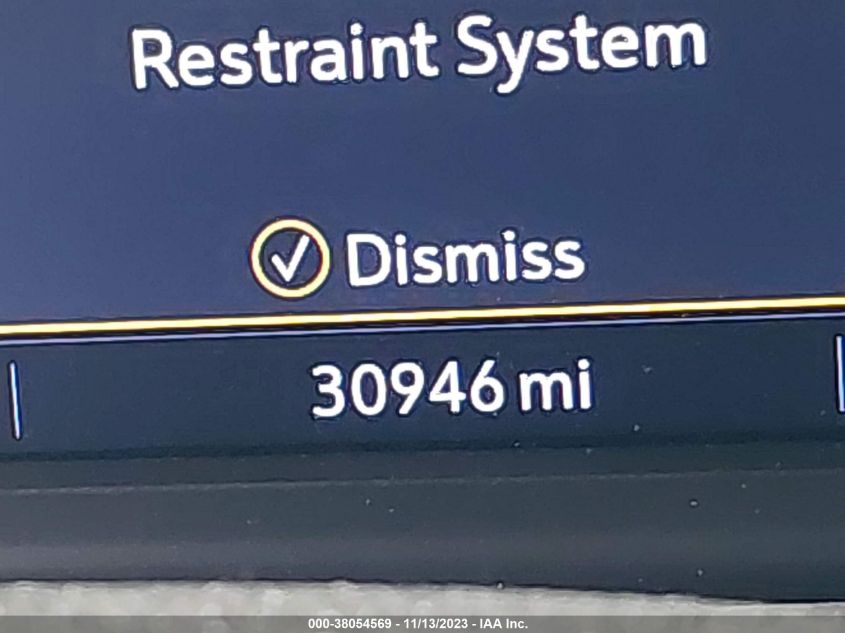 Restraint System
Dismiss
30946 mi
000-38054569 - 11/13/2023 - IAA Inc.